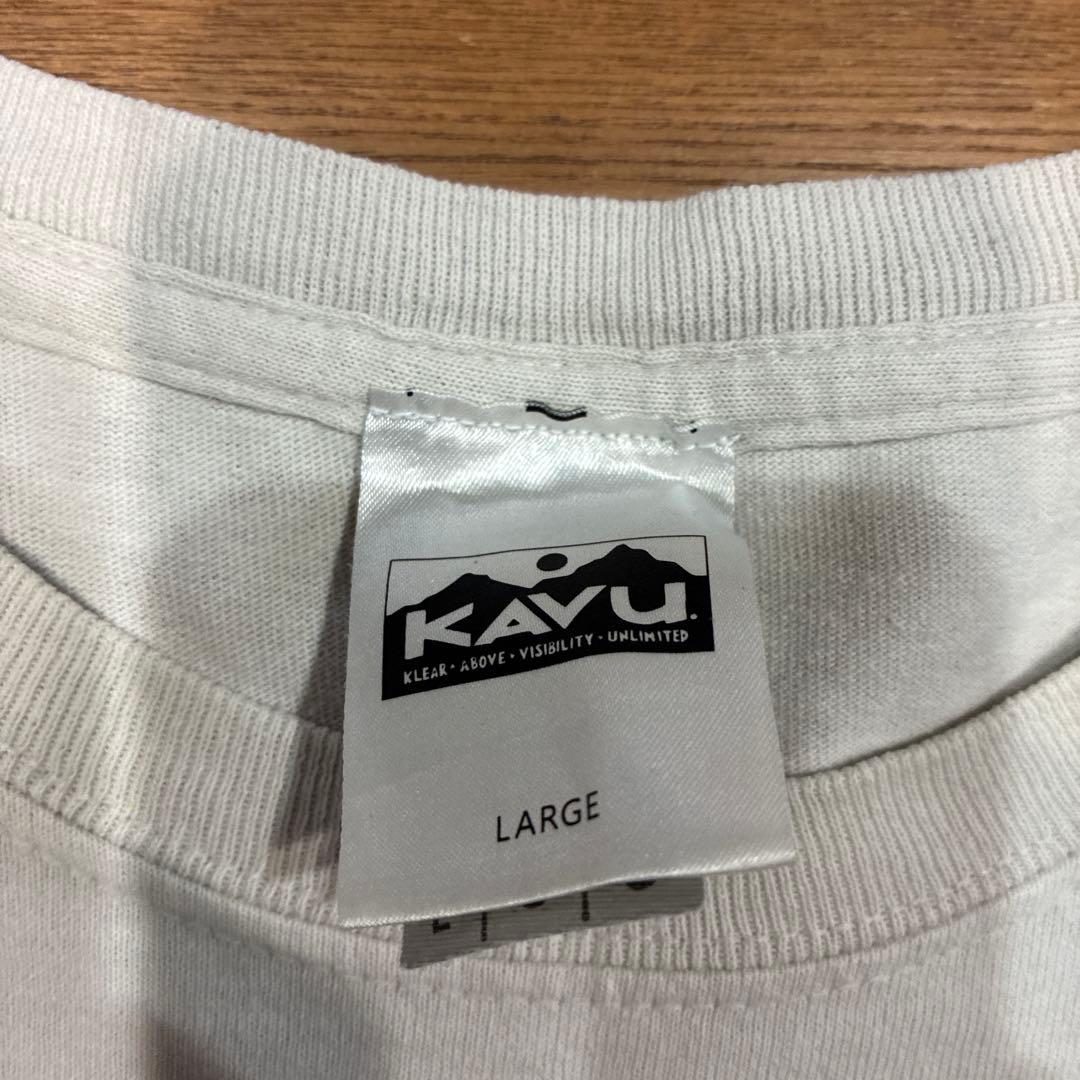 KAVU.
KLEAR · ABOVE · VISIBILITY · UNLIMITED
LARGE